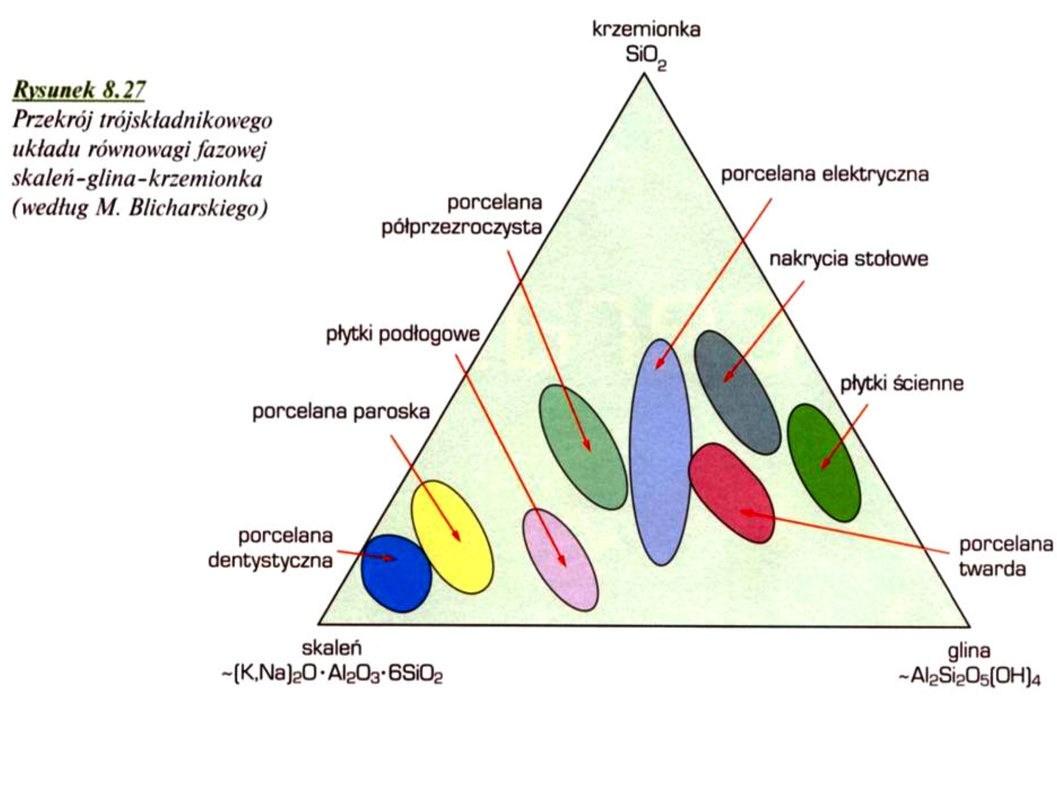 Rysunek 8.27
Przekrój trójskładnikowego
układu równowagi fazowej
skaleń-glina-krzemionka
(według M. Blicharskiego)
krzemionka
SiO₂
porcelana elektryczna
porcelana
półprzezroczysta
nakrycia stołowe
płytki podłogowe
płytki ścienne
porcelana paroska
porcelana
dentystyczna
porcelana
twarda
skaleń
~(K,Na)₂O·Al₂O₃·6SiO₂
glina
~Al₂Si₂O₅(OH)₄